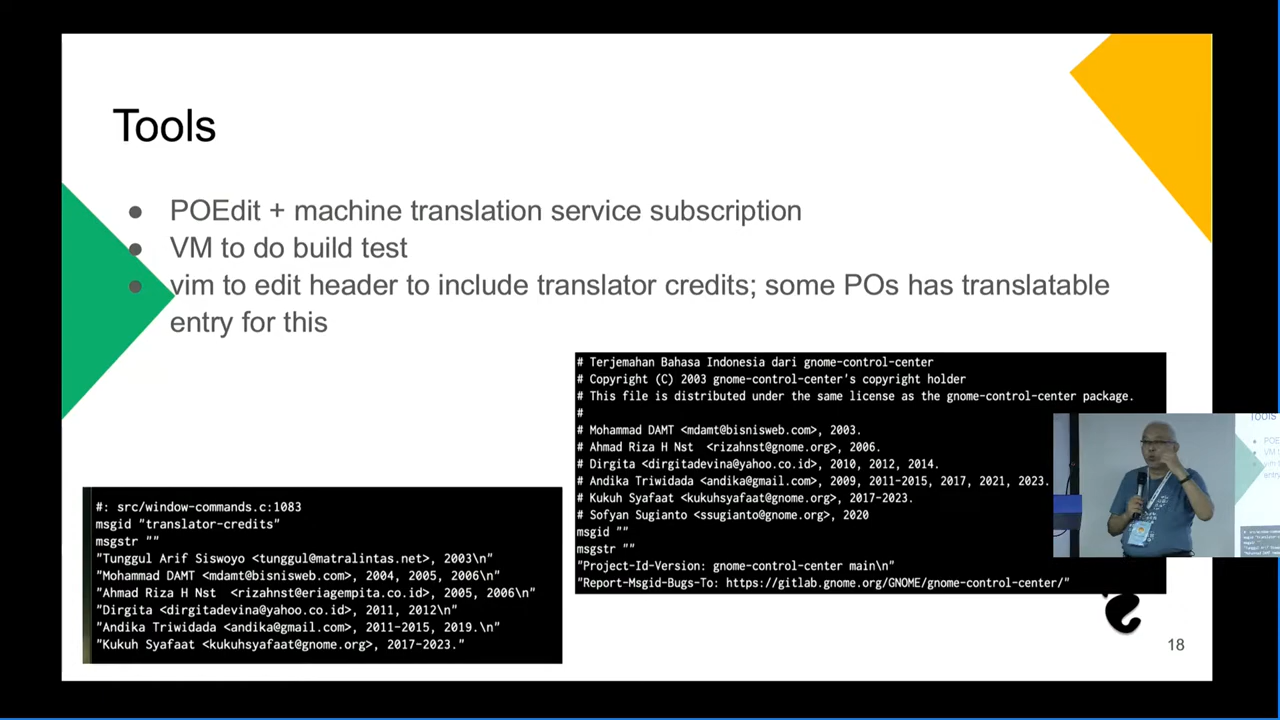 Tools
● POEdit + machine translation service subscription
● VM to do build test
● vim to edit header to include translator credits; some POs has translatable
entry for this
# Terjemahan Bahasa Indonesia dari gnome-control-center
# Copyright (C) 2003 gnome-control-center's copyright holder
# This file is distributed under the same license as the gnome-control-center package.
#
# Mohammad DAMT <mdamt@bisnisweb.com>, 2003.
# Ahmad Riza H Nst  <rizahnst@gnome.org>, 2006.
# Dirgita <dirgitadevina@yahoo.co.id>, 2010, 2012, 2014.
# Andika Triwidada <andika@gmail.com>, 2009, 2011-2015, 2017, 2021, 2023.
# Kukuh Syafaat <kukuhsyafaat@gnome.org>, 2017-2023.
# Sofyan Sugianto <ssugianto@gnome.org>, 2020
msgid ""
msgstr ""
"Project-Id-Version: gnome-control-center main\n"
"Report-Msgid-Bugs-To: https://gitlab.gnome.org/GNOME/gnome-control-center/"
#: src/window-commands.c:1083
msgid "translator-credits"
msgstr ""
"Tunggul Arif Siswoyo <tunggul@matralintas.net>, 2003\n"
"Mohammad DAMT <mdamt@bisnisweb.com>, 2004, 2005, 2006\n"
"Ahmad Riza H Nst  <rizahnst@eriagempita.co.id>, 2005, 2006\n"
"Dirgita <dirgitadevina@yahoo.co.id>, 2011, 2012\n"
"Andika Triwidada <andika@gmail.com>, 2011-2015, 2019.\n"
"Kukuh Syafaat <kukuhsyafaat@gnome.org>, 2017-2023."
Tools
18